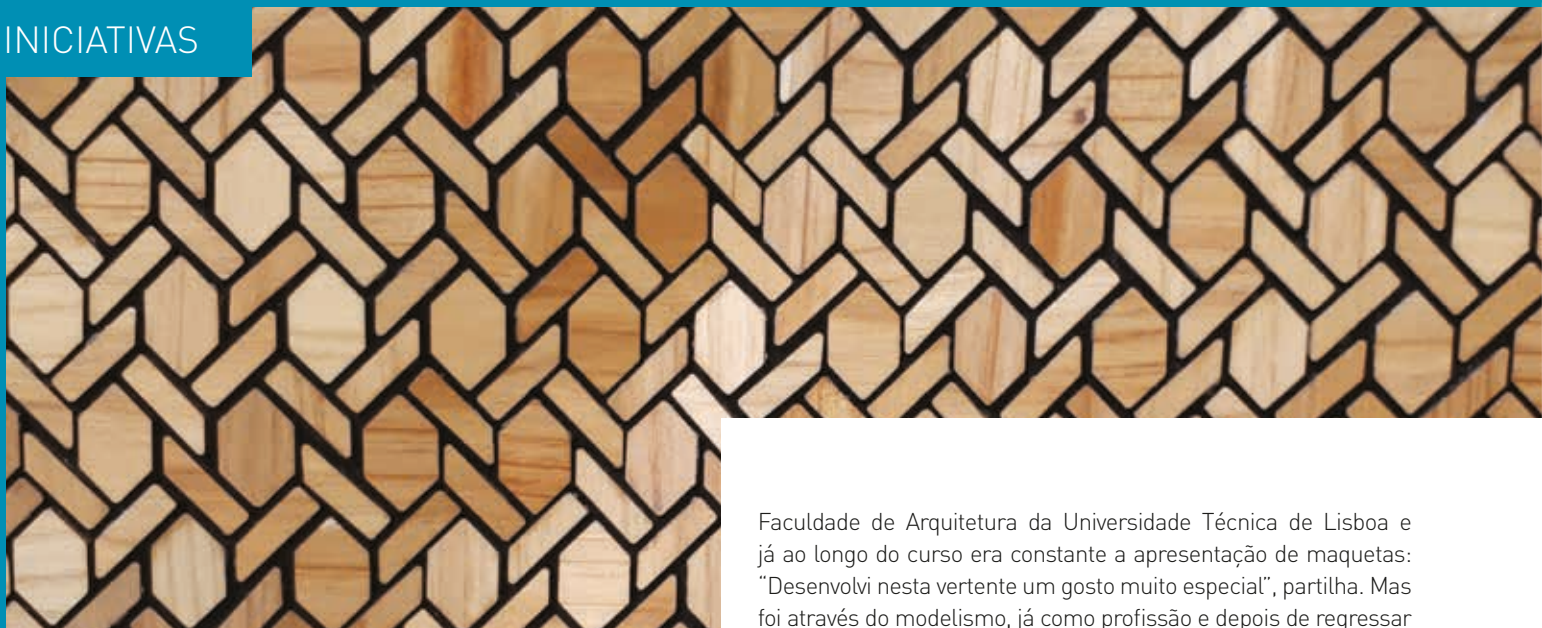 INICIATIVAS
Faculdade de Arquitetura da Universidade Técnica de Lisboa e
já ao longo do curso era constante a apresentação de maquetas:
“Desenvolvi nesta vertente um gosto muito especial”, partilha. Mas
foi através do modelismo, já como profissão e depois de regressar